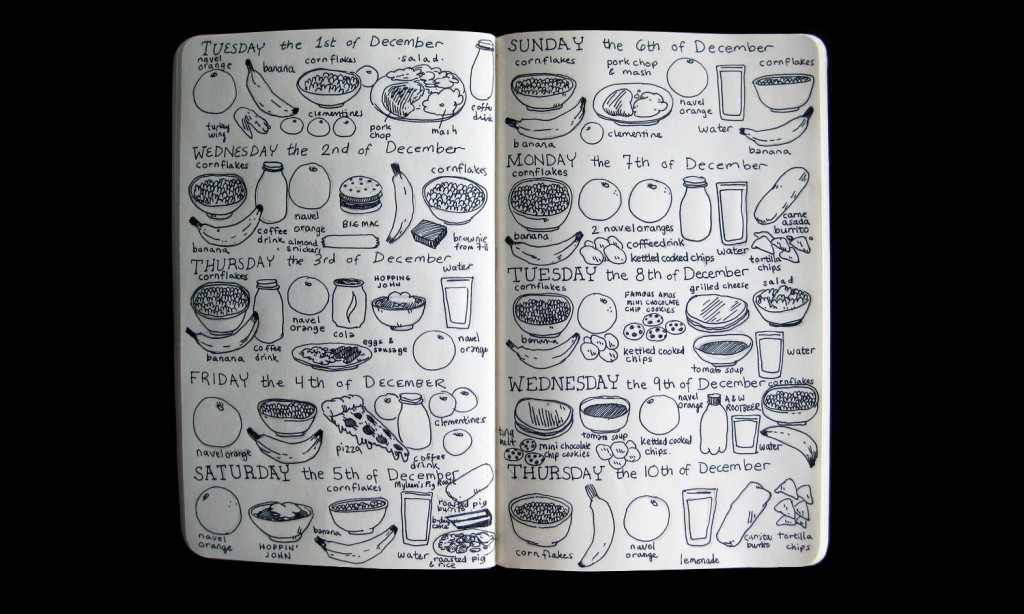 TUESDAY the 1st of December
navel orange
banana
cornflakes
salad.
coffee drink
turkey wing
clementines
pork chop
mash
WEDNESDAY the 2nd of December
cornflakes
banana
coffee drink
navel orange
almond snickers
BIG MAC
cornflakes
brownie from 7-11
THURSDAY the 3rd of December
cornflakes
banana
coffee drink
navel orange
cola
HOPPING JOHN
water
eggs & sausage
navel orange
FRIDAY the 4th of DECEMBER
navel orange
pizza
coffee drink
clementines
SATURDAY the 5th of December
navel orange
HOPPIN' JOHN
cornflakes
banana
water
roasted pig burrito
b-day cake
roasted pig & rice
SUNDAY the 6th of December
cornflakes
banana
pork chop & mash
clementine
navel orange
water
cornflakes
banana
MONDAY the 7th of December
cornflakes
banana
2 navel oranges
coffee drink
kettled cooked chips
water
carne asada burrito
tortilla chips
TUESDAY the 8th of December
cornflakes
banana
FAMOUS AMOS MINI CHOCOLATE CHIP COOKIES
kettled cooked chips
grilled cheese
tomato soup
salad
water
WEDNESDAY the 9th of December
tuna melt
mini chocolate chip cookies
tomato soup
kettled cooked chips.
navel orange
A&W ROOTBEER
water
cornflakes
THURSDAY the 10th of December
cornflakes
navel orange
lemonade
carnitas burrito
tortilla chips